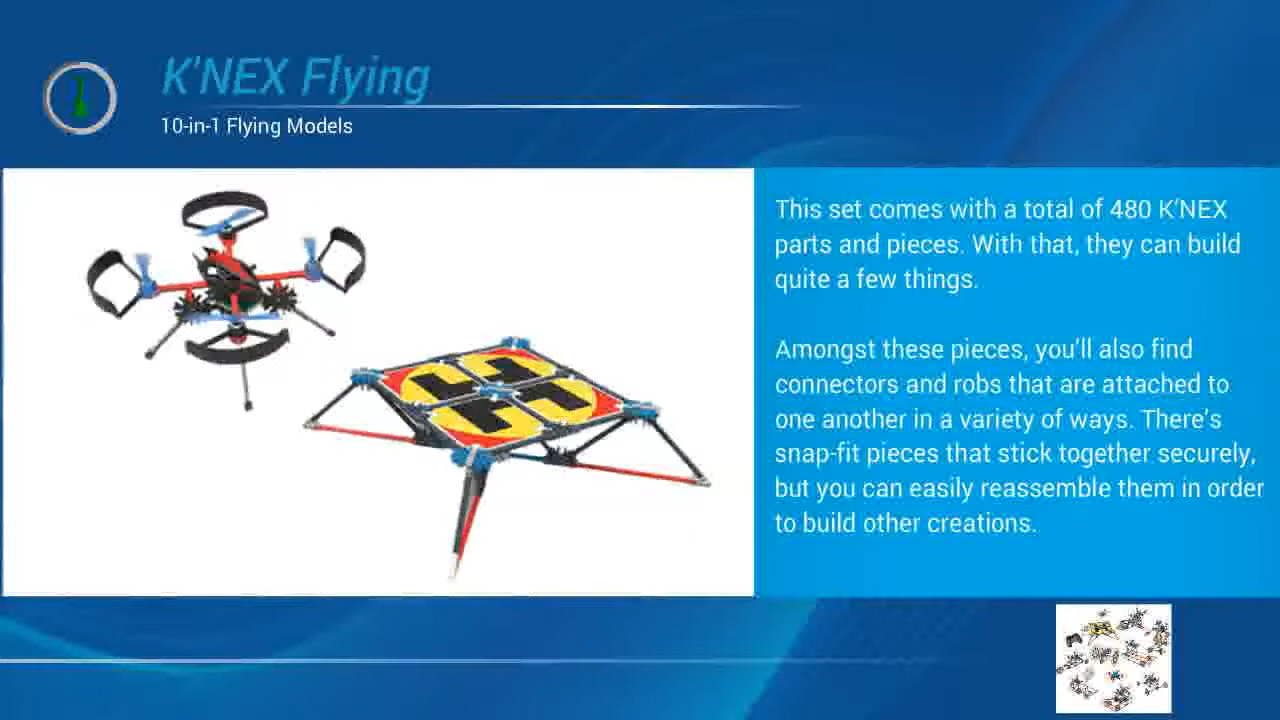 K'NEX Flying
10-in-1 Flying Models
This set comes with a total of 480 K'NEX
parts and pieces. With that, they can build
quite a few things.
Amongst these pieces, you'll also find
connectors and robs that are attached to
one another in a variety of ways. There's
snap-fit pieces that stick together securely,
but you can easily reassemble them in order
to build other creations.
H